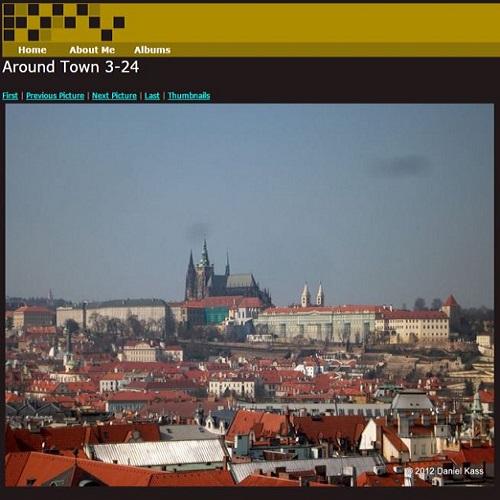 Home About Me Albums
Around Town 3-24
First | Previous Picture | Next Picture | Last | Thumbnails
© 2012 Daniel Kass